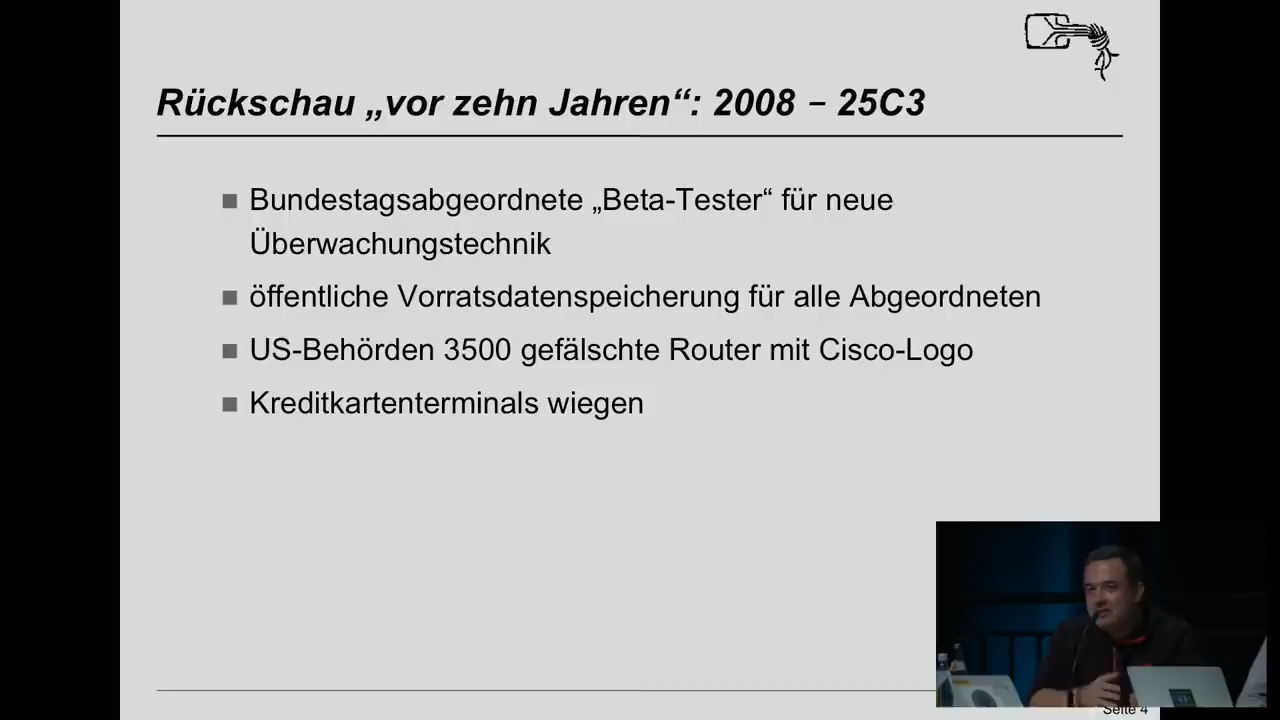 Rückschau „vor zehn Jahren“: 2008 – 25C3
Bundestagsabgeordnete „Beta-Tester“ für neue
Überwachungstechnik
öffentliche Vorratsdatenspeicherung für alle Abgeordneten
US-Behörden 3500 gefälschte Router mit Cisco-Logo
Kreditkartenterminals wiegen
Seite 4